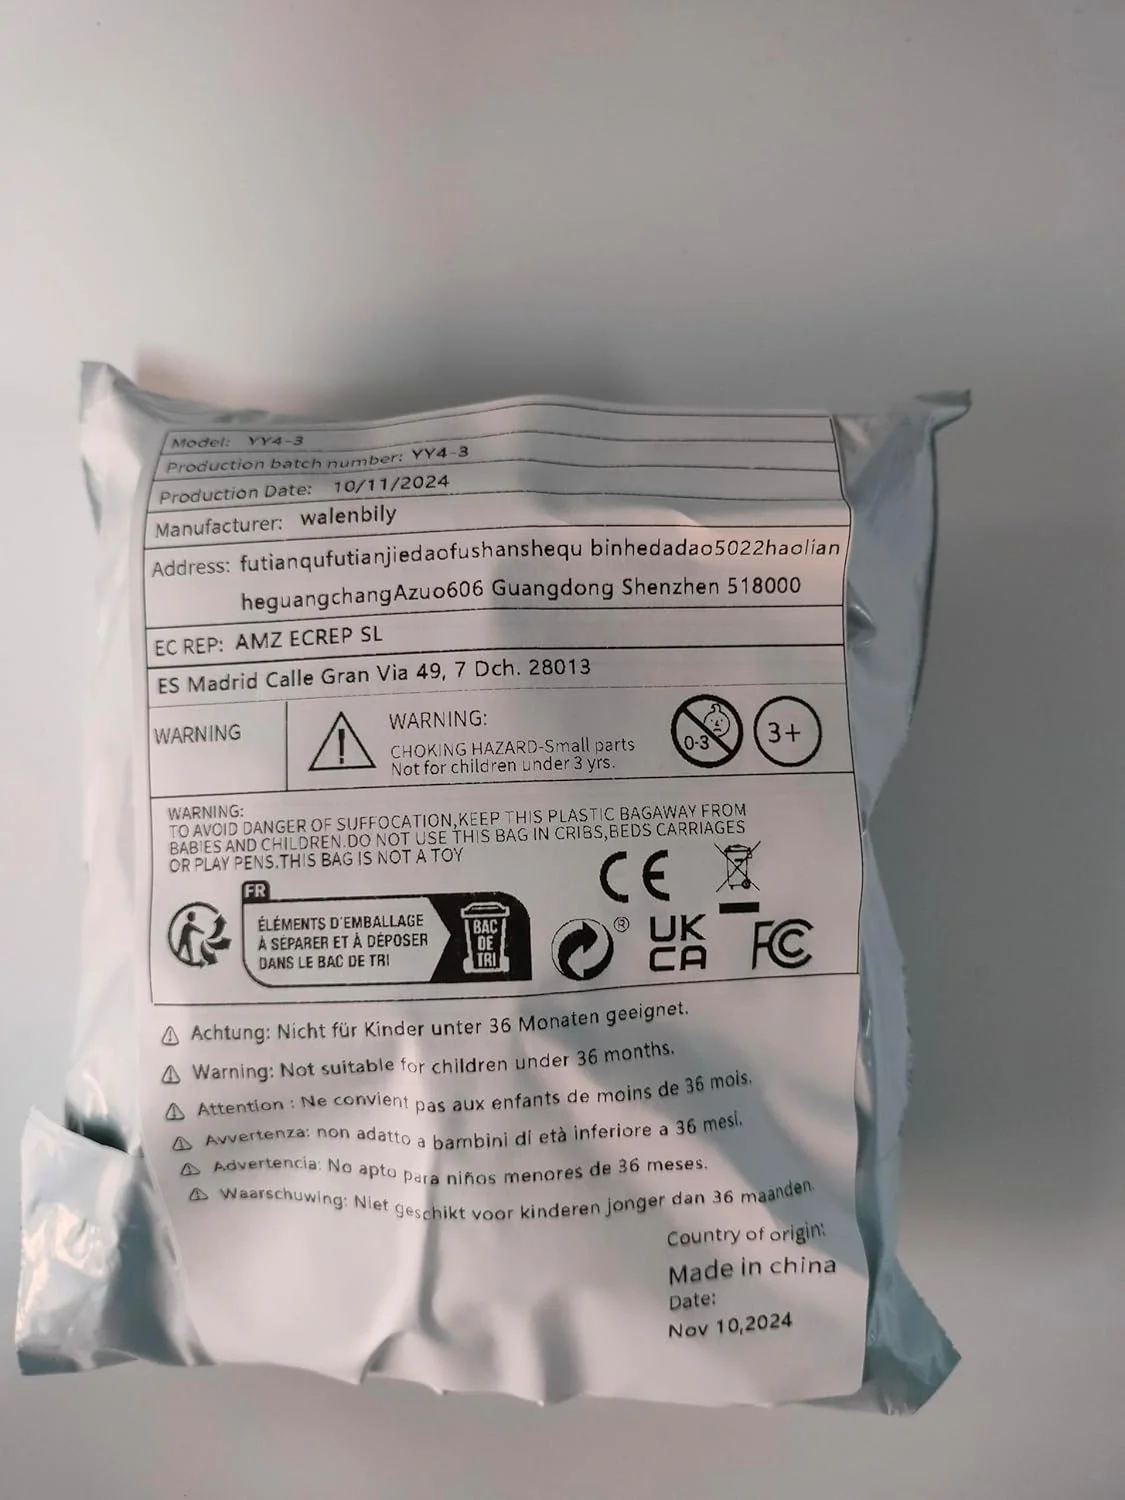 Model: YY4-3
Production batch number: YY4-3
Production Date: 10/11/2024
Manufacturer: walenbily
Address: futianqufutianjiedaofushanshequ binhedadao5022haolian
heguangchangAzuo606 Guangdong Shenzhen 518000
EC REP: AMZ ECREP SL
ES Madrid Calle Gran Via 49, 7 Dch. 28013
WARNING
WARNING:
CHOKING HAZARD-Small parts
Not for children under 3 yrs.
0-3
3+
WARNING:
TO AVOID DANGER OF SUFFOCATION,KEEP THIS PLASTIC BAGAWAY FROM
BABIES AND CHILDREN.DO NOT USE THIS BAG IN CRIBS,BEDS CARRIAGES
OR PLAY PENS.THIS BAG IS NOT A TOY
CE
FR
ÉLÉMENTS D'EMBALLAGE
À SÉPARER ET À DÉPOSER
DANS LE BAC DE TRI
BAC
DE
TRI
®
UK
CA
FC
Achtung: Nicht für Kinder unter 36 Monaten geeignet.
Warning: Not suitable for children under 36 months.
Attention : Ne convient pas aux enfants de moins de 36 mois.
Avvertenza: non adatto a bambini di età inferiore a 36 mesi.
Advertencia: No apto para niños menores de 36 meses.
Waarschuwing: Niet geschikt voor kinderen jonger dan 36 maanden.
Country of origin:
Made in china
Date:
Nov 10,2024